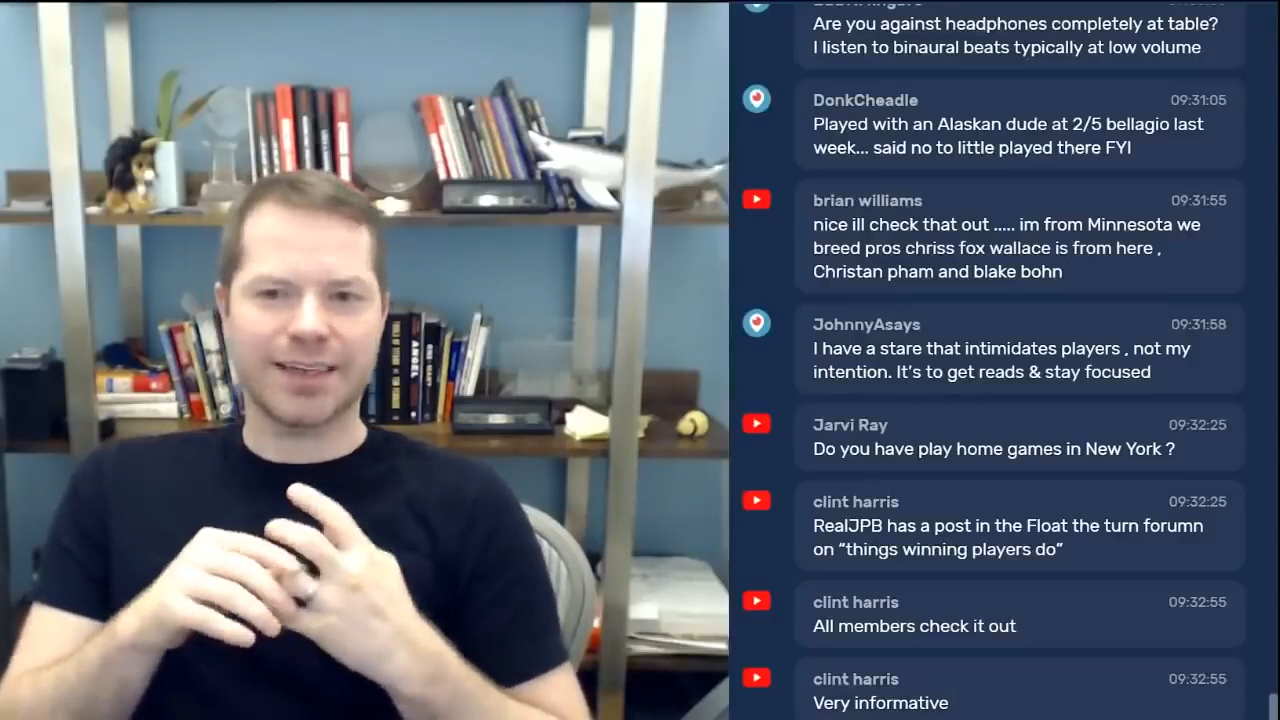 Are you against headphones completely at table?
I listen to binaural beats typically at low volume
DonkCheadle
09:31:05
Played with an Alaskan dude at 2/5 bellagio last
week... said no to little played there FYI
brian williams
09:31:55
nice ill check that out ..... im from Minnesota we
breed pros chriss fox wallace is from here ,
Christan pham and blake bohn
JohnnyAsays
09:31:58
I have a stare that intimidates players , not my
intention. It's to get reads & stay focused
Jarvi Ray
09:32:25
Do you have play home games in New York ?
clint harris
09:32:25
RealJPB has a post in the Float the turn forumn
on “things winning players do”
clint harris
09:32:55
All members check it out
clint harris
09:32:55
Very informative
ANGEL